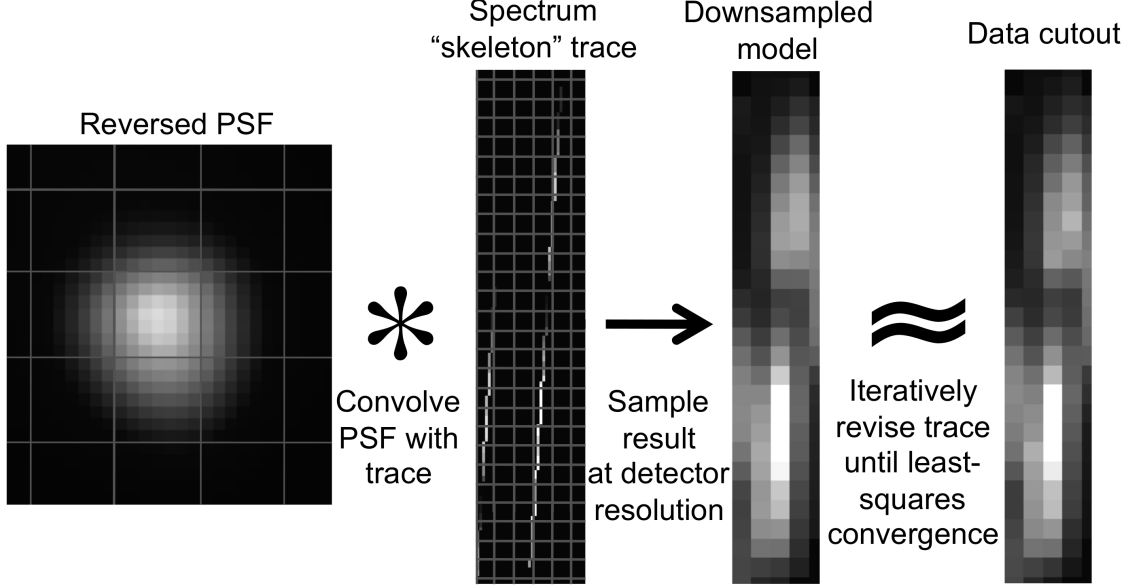 Reversed PSF
Convolve
PSF with
trace
Spectrum
“skeleton” trace
Sample
result
at detector
resolution
Downsampled
model
Iteratively
revise trace
until least-
squares
convergence
Data cutout